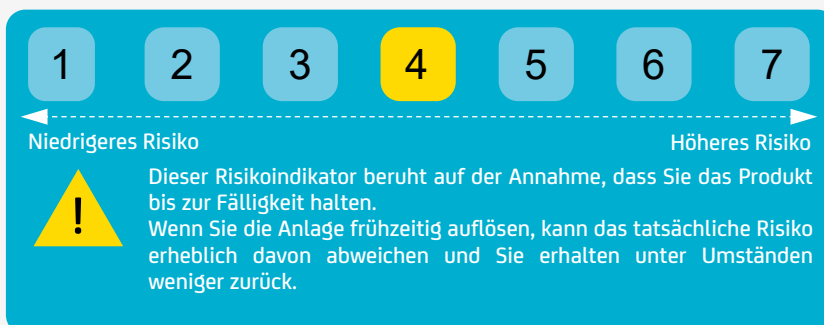 1 2 3 4 5 6 7
Niedrigeres Risiko Höheres Risiko
! Dieser Risikoindikator beruht auf der Annahme, dass Sie das Produkt
bis zur Fälligkeit halten.
Wenn Sie die Anlage frühzeitig auflösen, kann das tatsächliche Risiko
erheblich davon abweichen und Sie erhalten unter Umständen
weniger zurück.